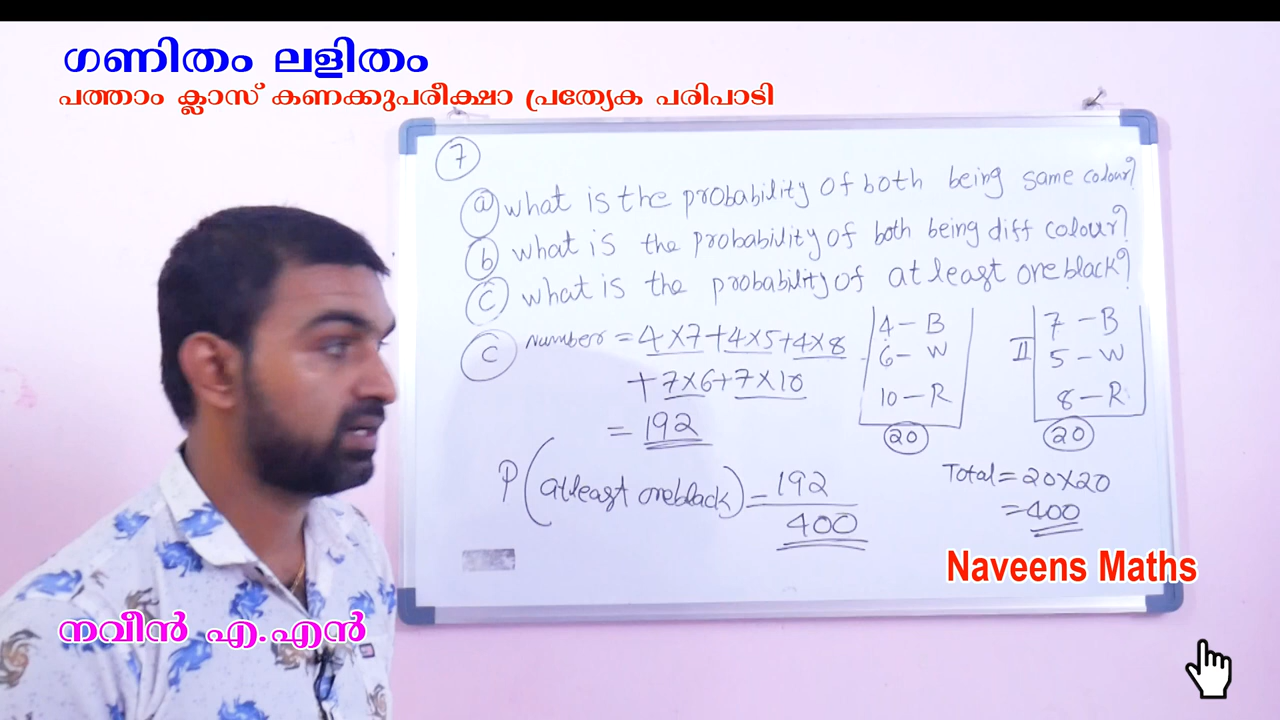 ഗണിതം ലളിതം
പത്താം ക്ലാസ് കണക്കുപരീക്ഷാ പ്രത്യേക പരിപാടി
7
a what is the probability of both being same colour?
b what is the probability of both being diff colour?
C what is the probability of at least one black?
C number = 4×7+4×5+4×8
+7×6+7×10
= 192
P(atleast one black) = 192/400
4 – B
6 – W
10 – R
20
II
7 – B
5 – W
8 – R
20
Total = 20×20
= 400
Naveens Maths
നവീൻ എ.എൻ